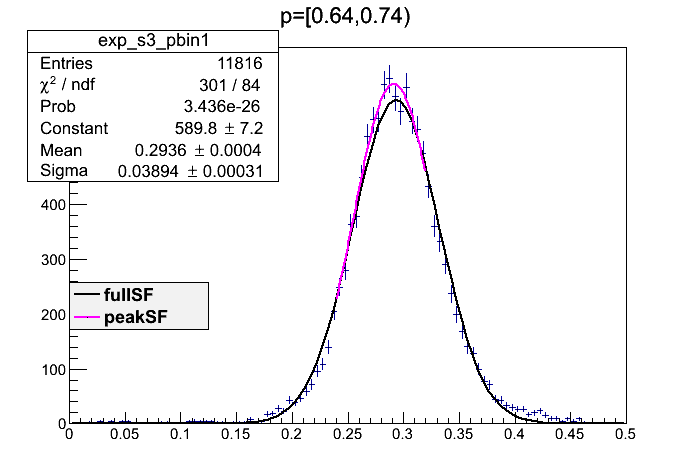 p=[0.64,0.74)
exp_s3_pbin1
Entries 11816
χ² / ndf 301 / 84
Prob 3.436e-26
Constant 589.8 ± 7.2
Mean 0.2936 ± 0.0004
Sigma 0.03894 ± 0.00031
400
300
fullSF
peakSF
200
100
0
0 0.05 0.1 0.15 0.2 0.25 0.3 0.35 0.4 0.45 0.5